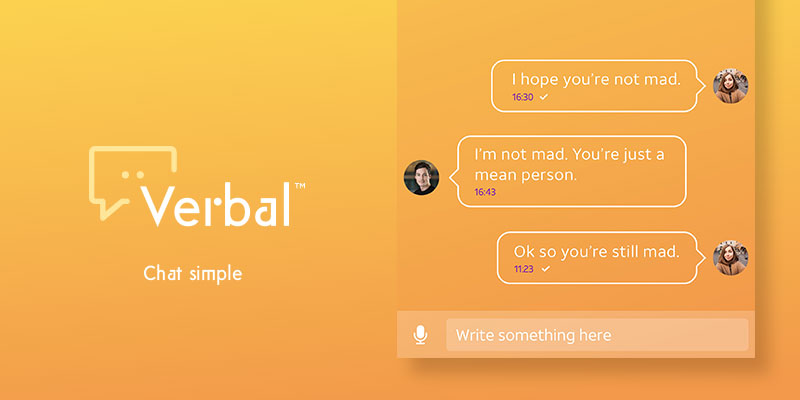 Verbal™
Chat simple
I hope you're not mad.
16:30
I'm not mad. You're just a
mean person.
16:43
Ok so you're still mad.
11:23
Write something here